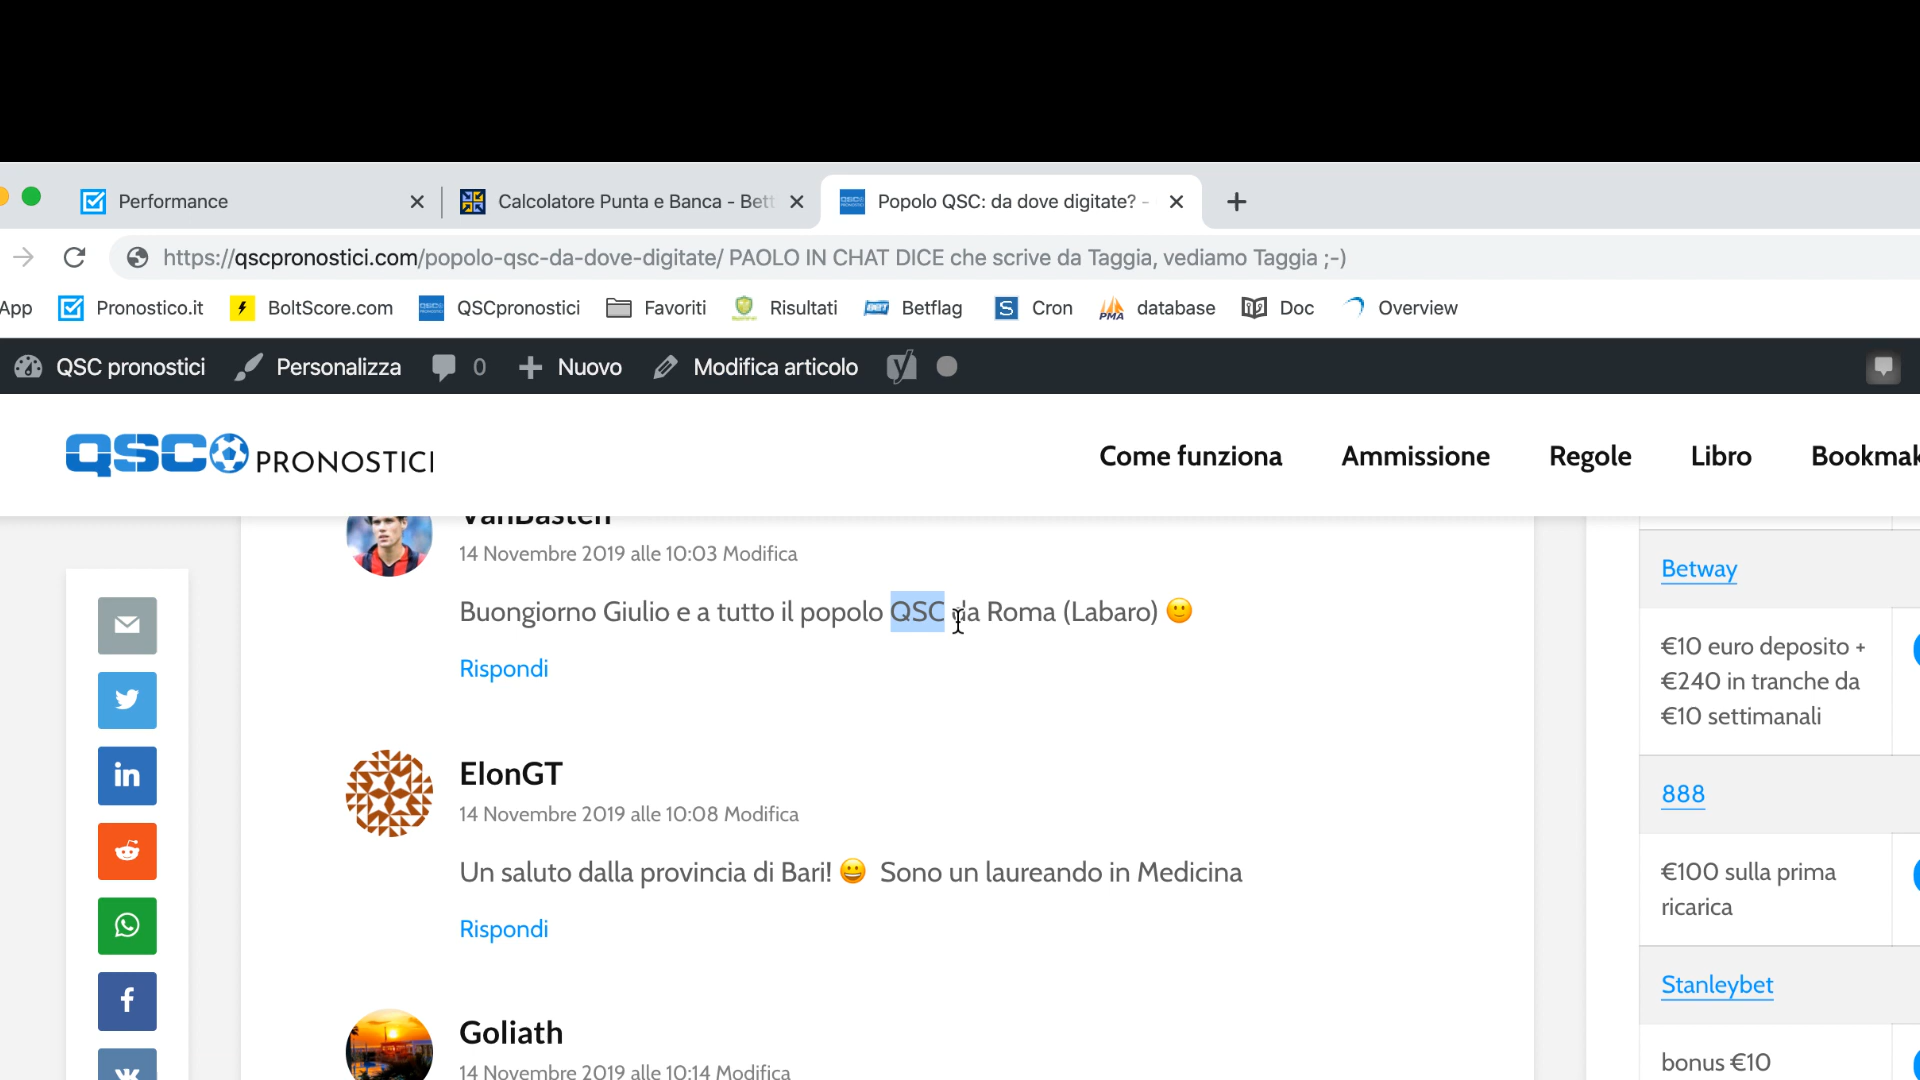 Performance
Calcolatore Punta e Banca - Bett
Popolo QSC: da dove digitate? -
https://qscpronostici.com/popolo-qsc-da-dove-digitate/ PAOLO IN CHAT DICE che scrive da Taggia, vediamo Taggia ;-)
App Pronostico.it BoltScore.com QSCpronostici Favoriti Risultati Betflag Cron database Doc Overview
QSC pronostici Personalizza 0 Nuovo Modifica articolo
QSC PRONOSTICI
Come funziona Ammissione Regole Libro Bookmak
VanBasten
14 Novembre 2019 alle 10:03 Modifica
Buongiorno Giulio e a tutto il popolo QSC da Roma (Labaro) 🙂
Rispondi
ElonGT
14 Novembre 2019 alle 10:08 Modifica
Un saluto dalla provincia di Bari! 😀 Sono un laureando in Medicina
Rispondi
Goliath
14 Novembre 2019 alle 10:14 Modifica
Betway
€10 euro deposito +
€240 in tranche da
€10 settimanali
888
€100 sulla prima
ricarica
Stanleybet
bonus €10